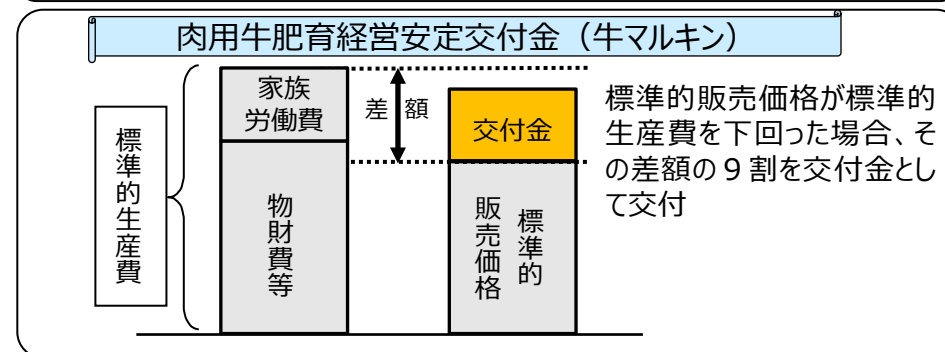 肉用牛肥育経営安定交付金（牛マルキン）
標準的生産費
家族
労働費
物財費等
差額
交付金
標準的
販売価格
標準的販売価格が標準的
生産費を下回った場合、そ
の差額の９割を交付金とし
て交付